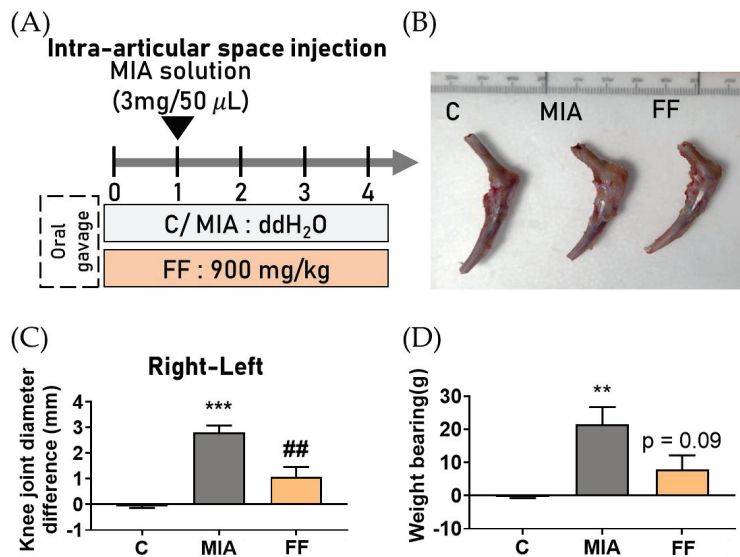 (A)
Intra-articular space injection
MIA solution
(3mg/50 μL)
0 1 2 3 4
Oral
gavage
C/ MIA : ddH₂O
FF : 900 mg/kg
(B)
C MIA FF
(C)
Right-Left
Knee joint diameter
difference (mm)
4
3
2
1
0
-1
***
##
C MIA FF
(D)
Weight bearing(g)
30
20
10
0
-10
**
p = 0.09
C MIA FF